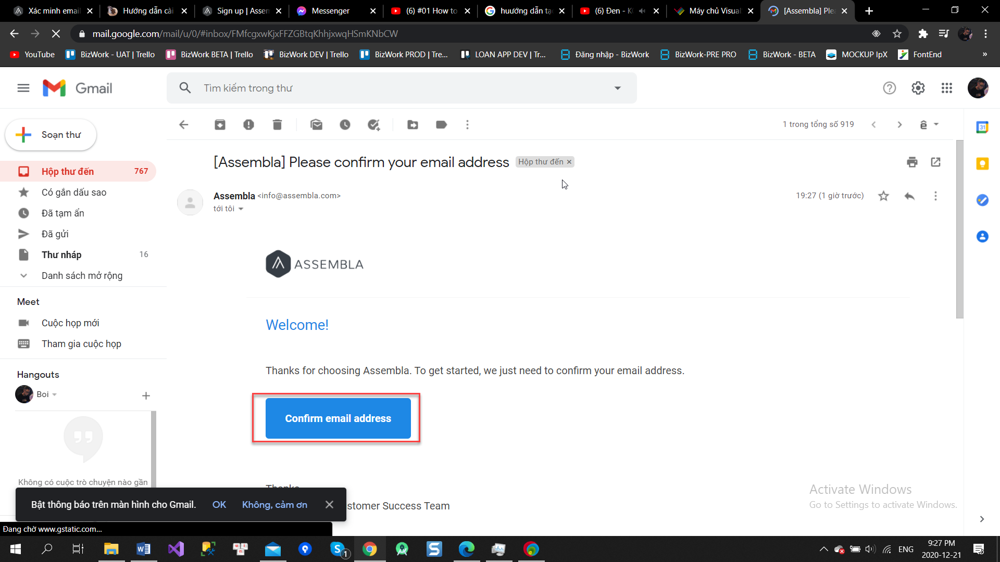 Xác minh email
Hướng dẫn cài
Sign up | Assem
Messenger
(6) #01 How to
huướng dẫn tạo
(6) Đen -
Máy chủ Visual
[Assembla] Plea
mail.google.com/mail/u/0/#inbox/FMfcgxwKjxFFZGBtqKhhjxwqHSmKNbCW
YouTube
BizWork - UAT | Trello
BizWork BETA | Trello
BizWork DEV | Trello
BizWork PROD | Tre...
LOAN APP DEV | Tr...
Đăng nhập - BizWork
BizWork-PRE PRO
BizWork - BETA
MOCKUP IpX
FontEnd
»
Gmail
Tìm kiếm trong thư
Soạn thư
1 trong tổng số 919
ê
31
[Assembla] Please confirm your email address
Hộp thư đến ×
Hộp thư đến 767
Có gắn dấu sao
Đã tạm ẩn
Đã gửi
Thư nháp 16
Danh sách mở rộng
Assembla <info@assembla.com>
19:27 (1 giờ trước)
tới tôi
ASSEMBLA
Meet
Cuộc họp mới
Tham gia cuộc họp
Welcome!
Hangouts
Boi
Thanks for choosing Assembla. To get started, we just need to confirm your email address.
Confirm email address
Không có cuộc trò chuyện nào gần
Thanks
stomer Success Team
Bật thông báo trên màn hình cho Gmail.
OK
Không, cảm ơn
Activate Windows
Go to Settings to activate Windows.
Đang chờ www.gstatic.com...
1
ENG
9:27 PM
2020-12-21